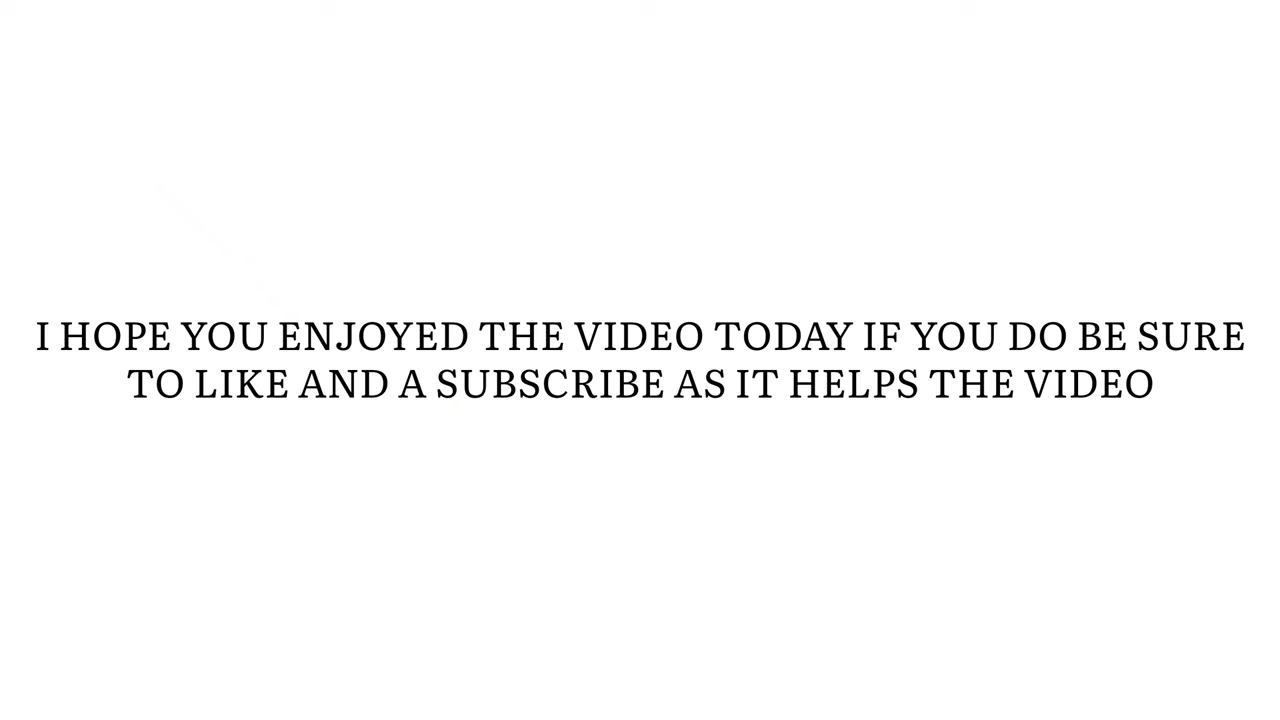 I HOPE YOU ENJOYED THE VIDEO TODAY IF YOU DO BE SURE
TO LIKE AND A SUBSCRIBE AS IT HELPS THE VIDEO